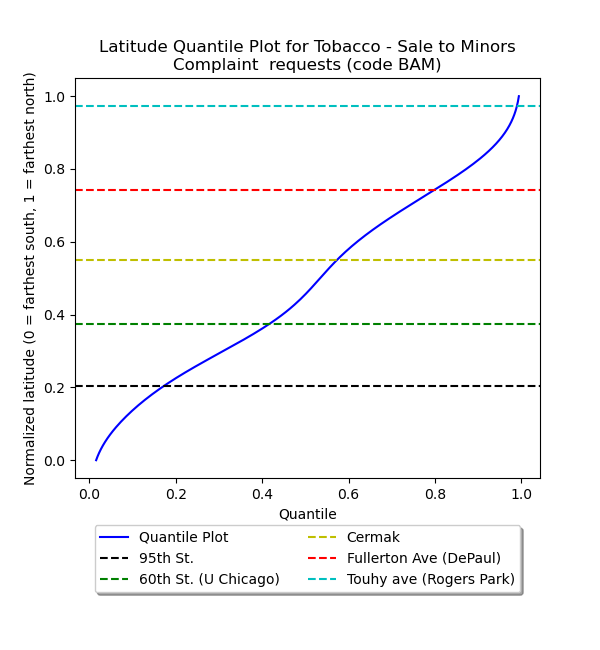 Latitude Quantile Plot for Tobacco - Sale to Minors
Complaint  requests (code BAM)
Normalized latitude (0 = farthest south, 1 = farthest north)
1.0
0.8
0.6
0.4
0.2
0.0
0.0 0.2 0.4 0.6 0.8 1.0
Quantile
Quantile Plot
95th St.
60th St. (U Chicago)
Cermak
Fullerton Ave (DePaul)
Touhy ave (Rogers Park)